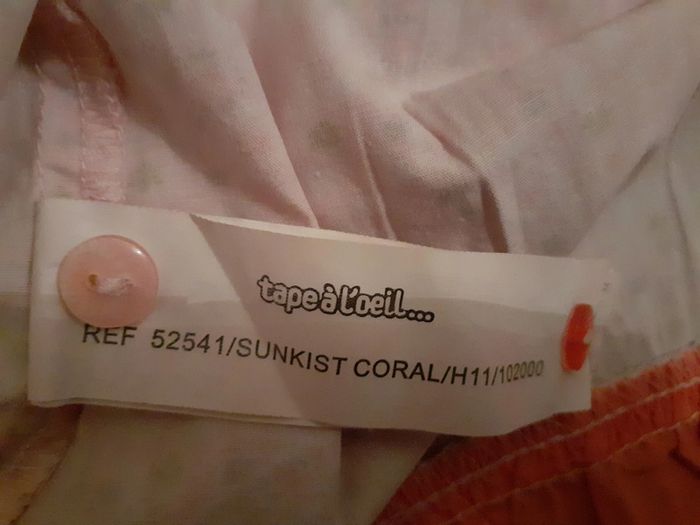 tape à l'oeil...
REF 52541/SUNKIST CORAL/H11/102000